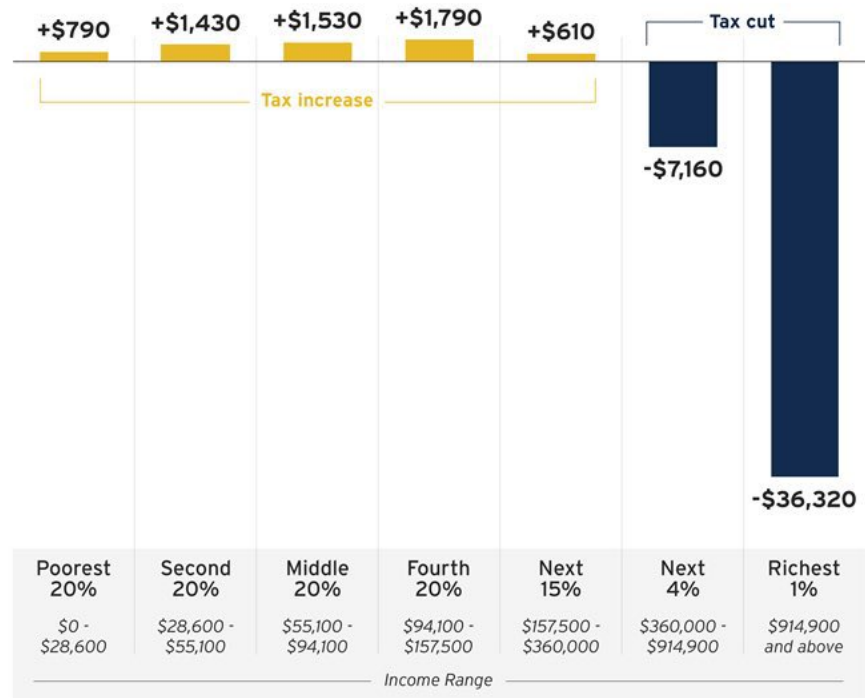 +$790
+$1,430
+$1,530
+$1,790
+$610
Tax cut
Tax increase
-$7,160
-$36,320
Poorest
20%
$0 -
$28,600
Second
20%
$28,600 -
$55,100
Middle
20%
$55,100 -
$94,100
Fourth
20%
$94,100 -
$157,500
Next
15%
$157,500 -
$360,000
Next
4%
$360,000 -
$914,900
Richest
1%
$914,900
and above
Income Range